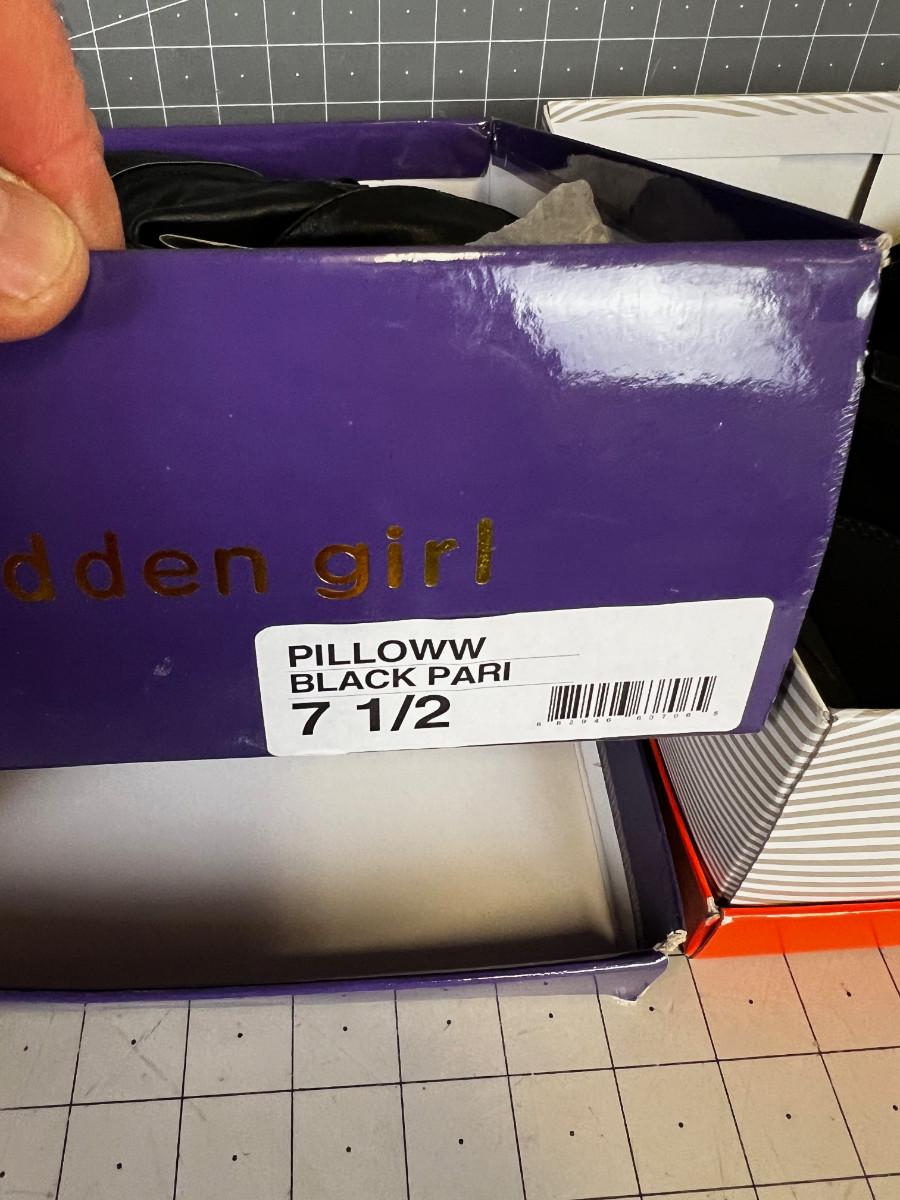 dden girl
PILLOWW
BLACK PARI
7 1/2